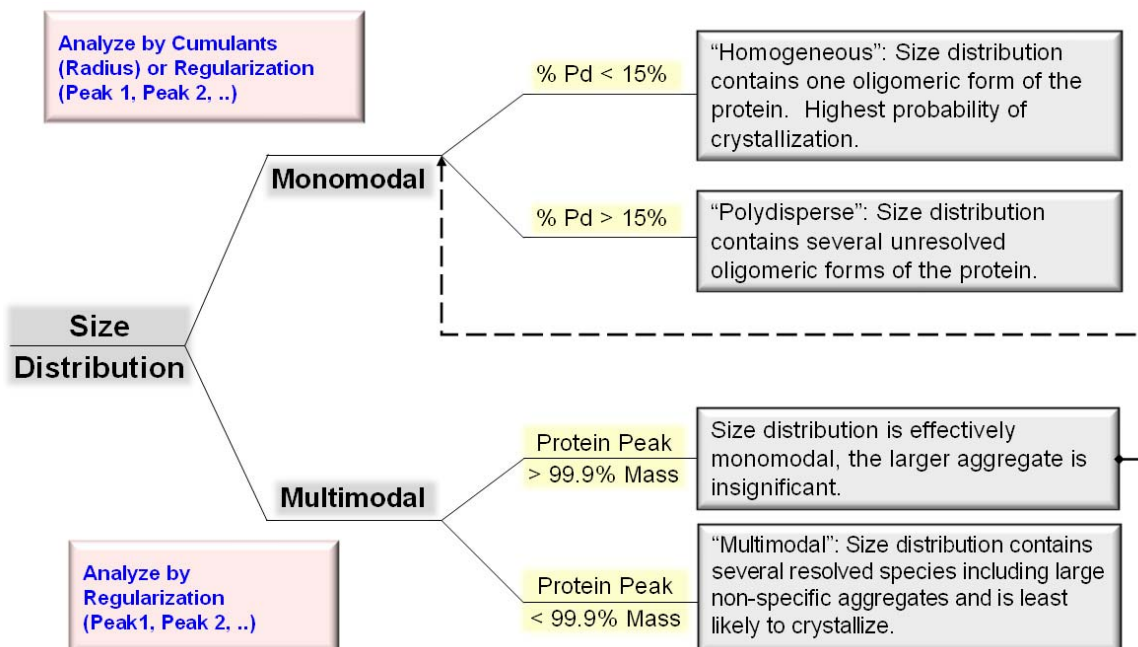 Analyze by Cumulants
(Radius) or Regularization
(Peak 1, Peak 2, ..)
% Pd < 15%
“Homogeneous”: Size distribution
contains one oligomeric form of the
protein.  Highest probability of
crystallization.
Monomodal
% Pd > 15%
“Polydisperse”: Size distribution
contains several unresolved
oligomeric forms of the protein.
Size
Distribution
Protein Peak
> 99.9% Mass
Size distribution is effectively
monomodal, the larger aggregate is
insignificant.
Multimodal
Protein Peak
< 99.9% Mass
“Multimodal”: Size distribution contains
several resolved species including large
non-specific aggregates and is least
likely to crystallize.
Analyze by
Regularization
(Peak1, Peak 2, ..)